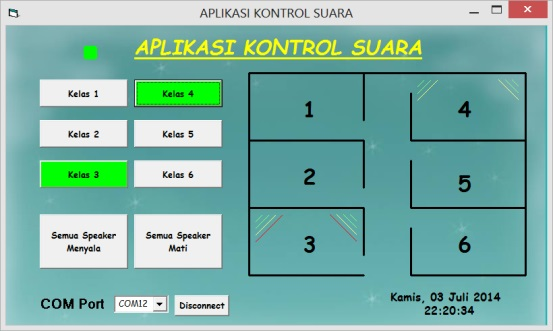 APLIKASI KONTROL SUARA
APLIKASI KONTROL SUARA
Kelas 1
Kelas 4
Kelas 2
Kelas 5
Kelas 3
Kelas 6
Semua Speaker
Menyala
Semua Speaker
Mati
COM Port
COM12
Disconnect
1
4
2
5
3
6
Kamis, 03 Juli 2014
22:20:34